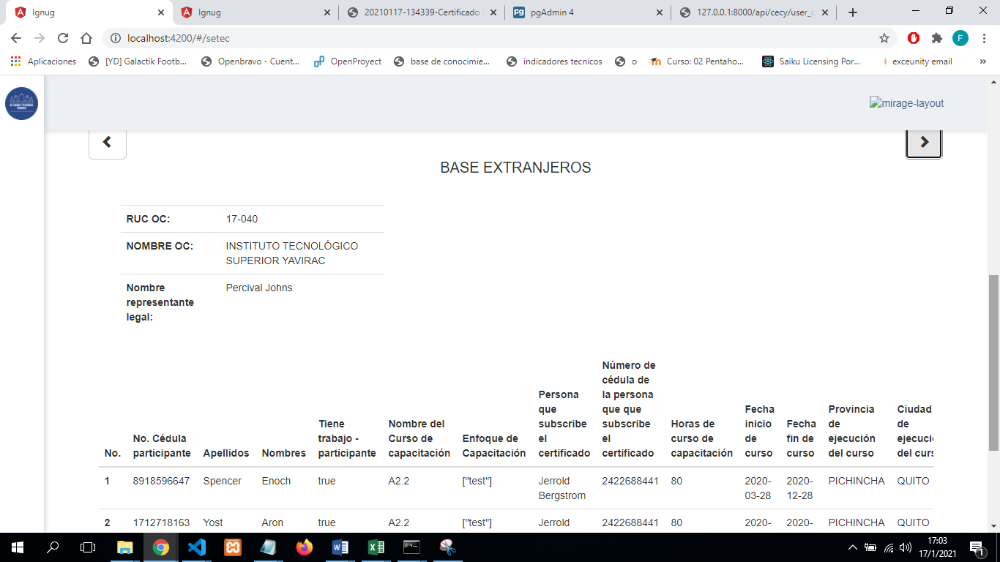 Ignug
Ignug
20210117-134339-Certificado
pgAdmin 4
127.0.0.1:8000/api/cecy/user_c
localhost:4200/#/setec
F
Aplicaciones
[YD] Galactik Footb...
Openbravo - Cuent...
OpenProyect
base de conocimie...
indicadores tecnicos
o
Curso: 02 Pentaho...
Saiku Licensing Por...
exceunity email
»
mirage-layout
BASE EXTRANJEROS
RUC OC: 17-040
NOMBRE OC: INSTITUTO TECNOLÓGICO
SUPERIOR YAVIRAC
Nombre
representante
legal:
Percival Johns
No.
No. Cédula
participante
Apellidos
Nombres
Tiene
trabajo -
participante
Nombre del
Curso de
capacitación
Enfoque de
Capacitación
Persona
que
subscribe
el
certificado
Número de
cédula de
la persona
que que
subscribe
el
certificado
Horas de
curso de
capacitación
Fecha
inicio
de
curso
Fecha
fin de
curso
Provincia
de
ejecución
del curso
Ciudad
de
ejecuci
del curs
1 8918596647 Spencer Enoch true A2.2 ["test"] Jerrold
Bergstrom
2422688441 80 2020-
03-28
2020-
12-28
PICHINCHA QUITO
2 1712718163 Yost Aron true A2.2 ["test"] Jerrold 2422688441 80 2020- 2020- PICHINCHA QUITO
17:03
17/1/2021
1